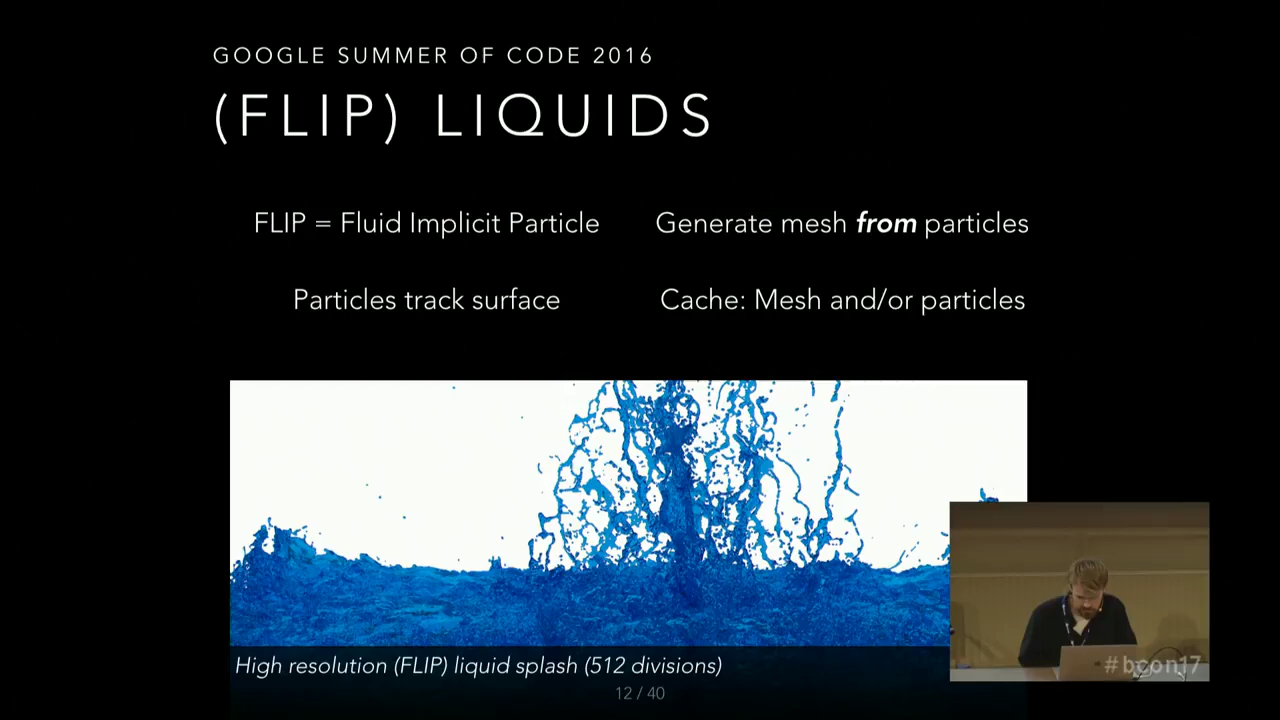 GOOGLE SUMMER OF CODE 2016
(FLIP) LIQUIDS
FLIP = Fluid Implicit Particle
Generate mesh from particles
Particles track surface
Cache: Mesh and/or particles
High resolution (FLIP) liquid splash (512 divisions)
12 / 40
#bcon17